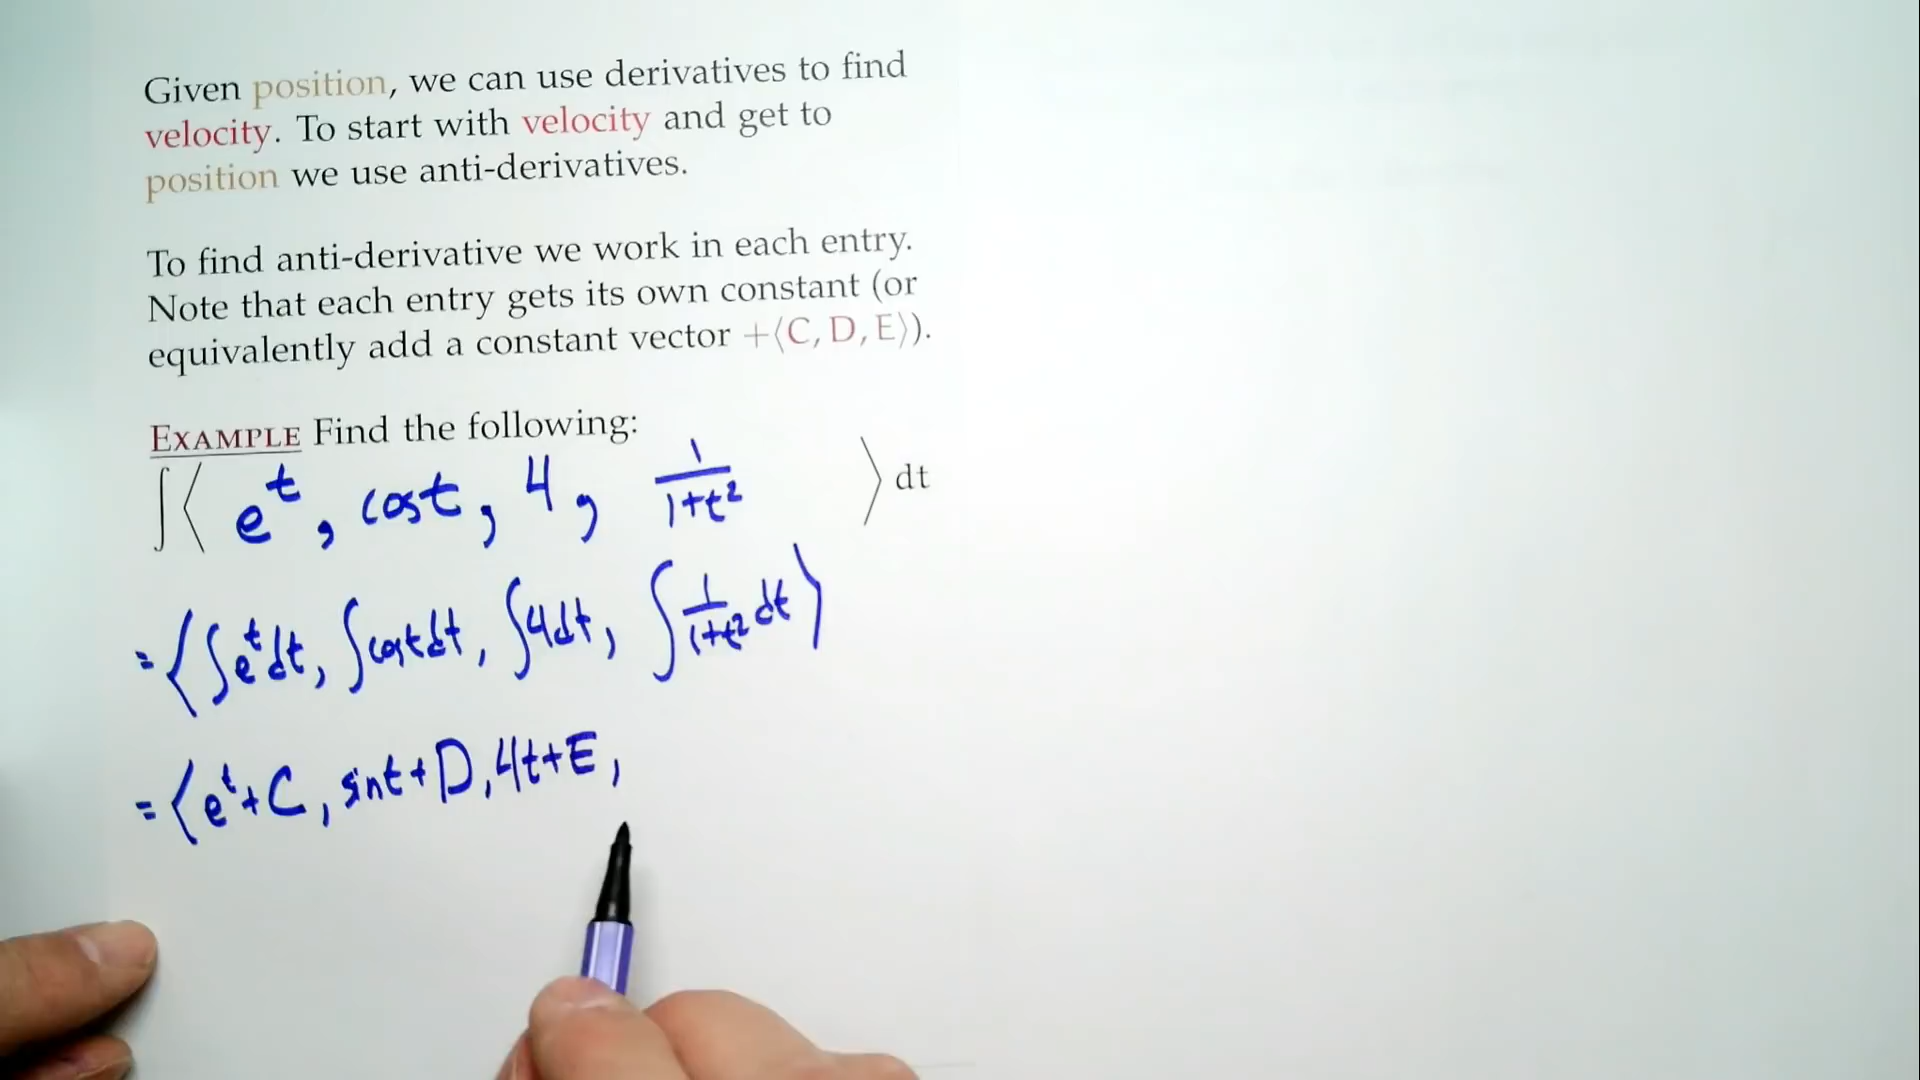 Given position, we can use derivatives to find
velocity. To start with velocity and get to
position we use anti-derivatives.
To find anti-derivative we work in each entry.
Note that each entry gets its own constant (or
equivalently add a constant vector +⟨C, D, E⟩).
EXAMPLE Find the following:
∫⟨ e^t, cost, 4, 1/(1+t²) ⟩ dt
=⟨∫e^t dt, ∫cost dt, ∫4dt, ∫ 1/(1+t²) dt⟩
=⟨e^t+C, sint+D, 4t+E,